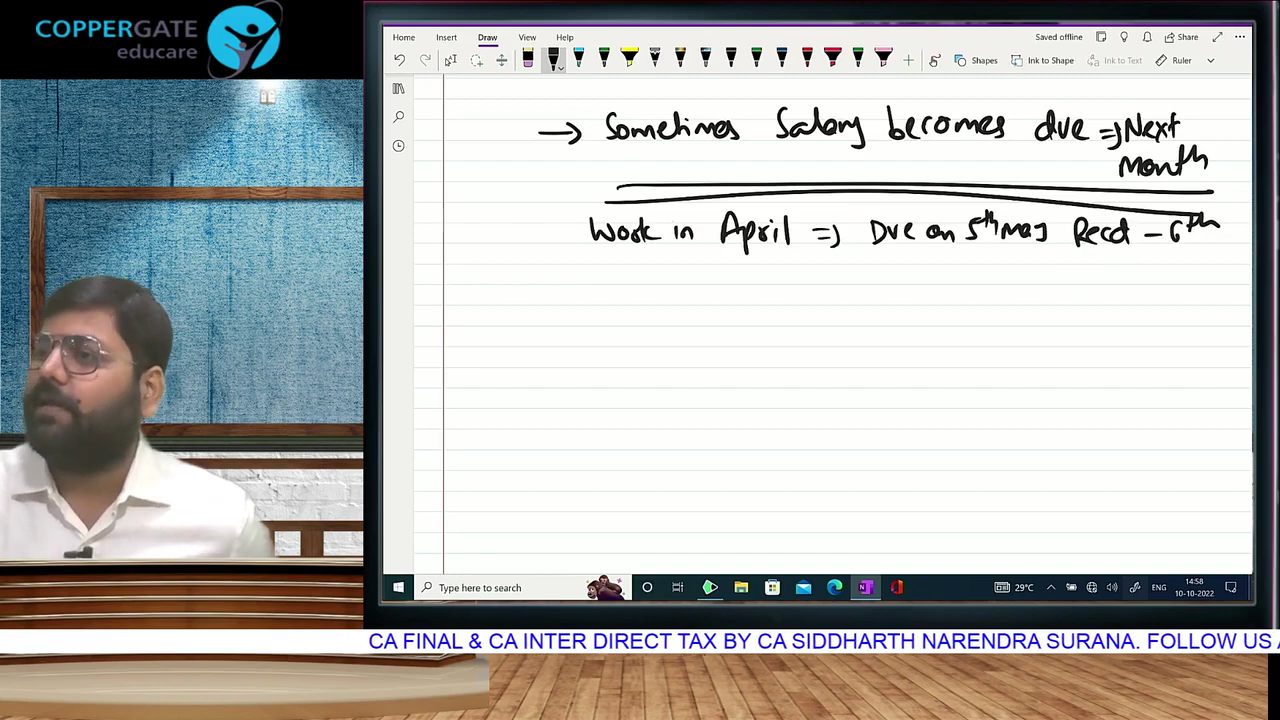 COPPERGATE
educare
Home Insert Draw View Help
Saved offline
Share
Shapes
Ink to Shape
Ink to Text
Ruler
→ Sometimes Salary becomes due ⇒ Next
Month
Work in April ⇒ Due on 5th May Recd - 6th
Type here to search
29°C
ENG
14:58
10-10-2022
CA FINAL & CA INTER DIRECT TAX BY CA SIDDHARTH NARENDRA SURANA. FOLLOW US